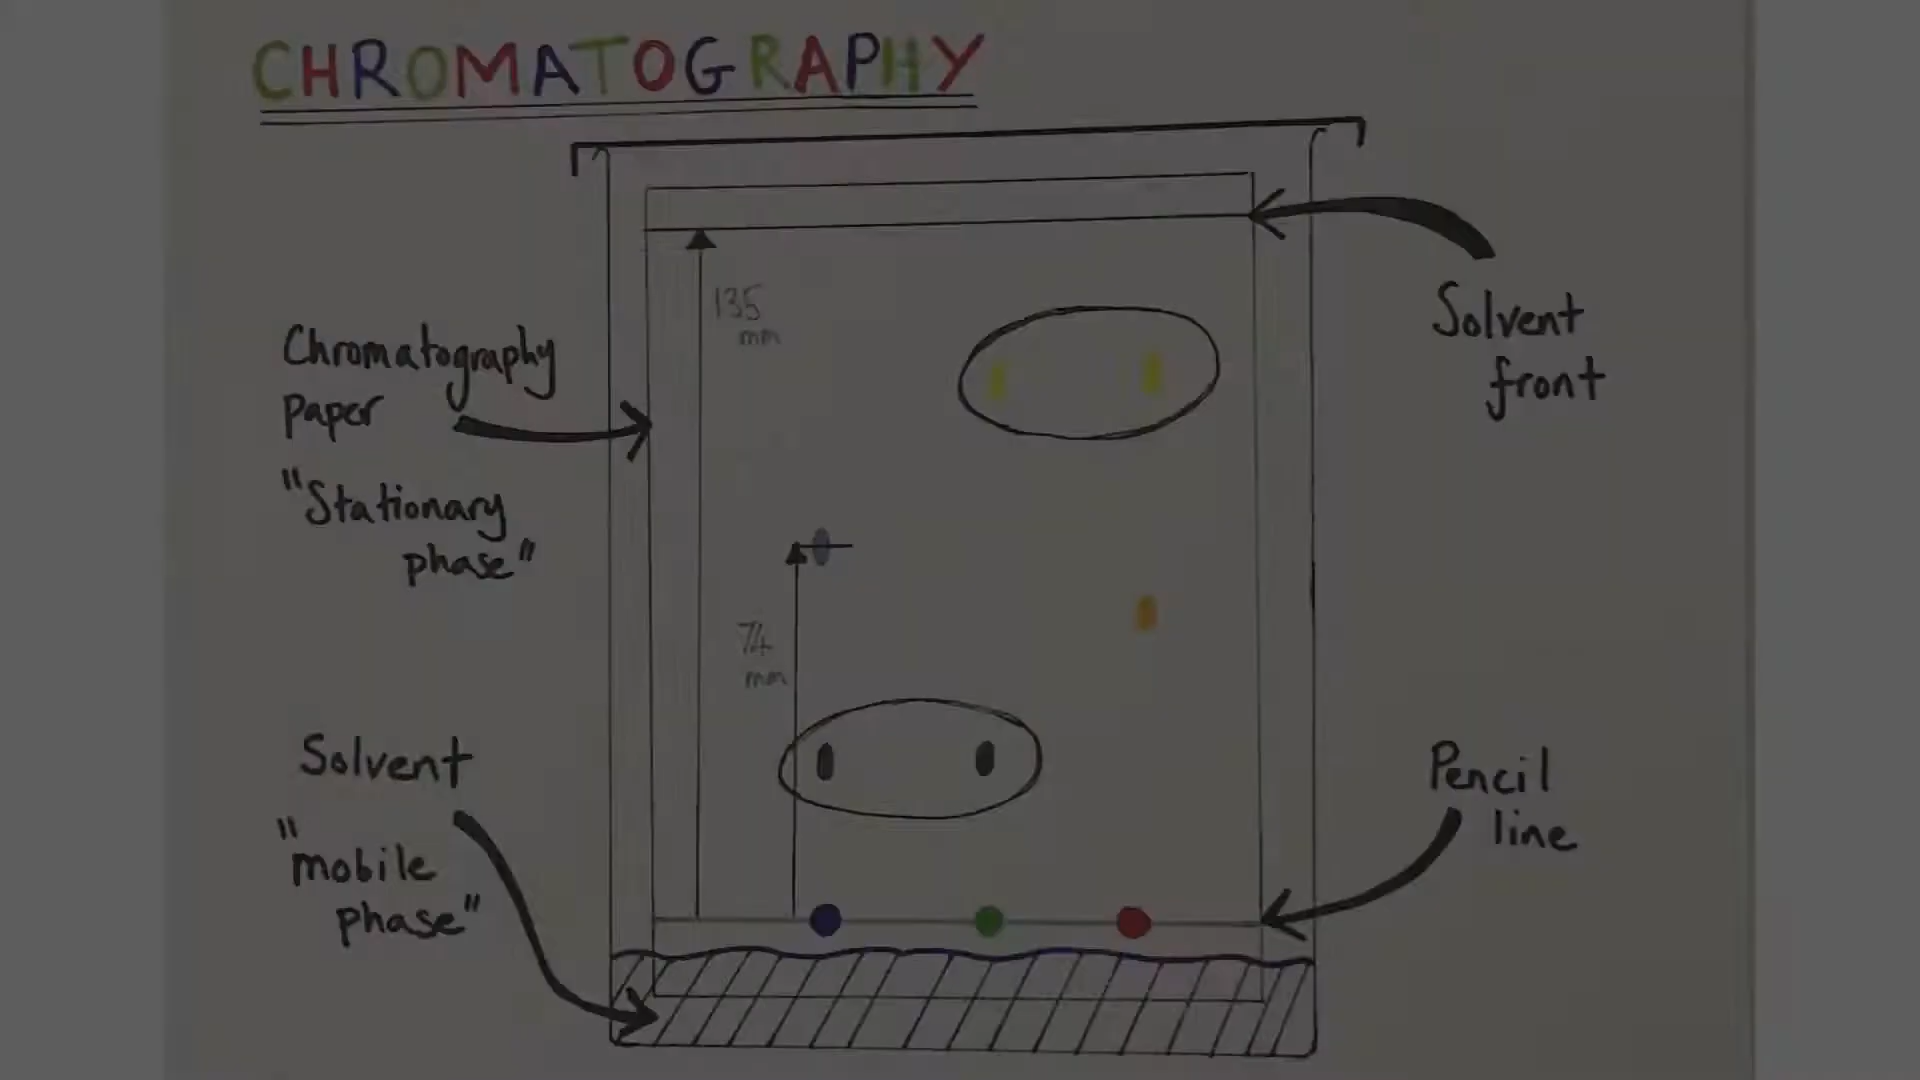 CHROMATOGRAPHY
135
mm
Solvent
front
Chromatography
paper
"Stationary
phase"
74
mm
Solvent
"mobile
phase"
Pencil
line